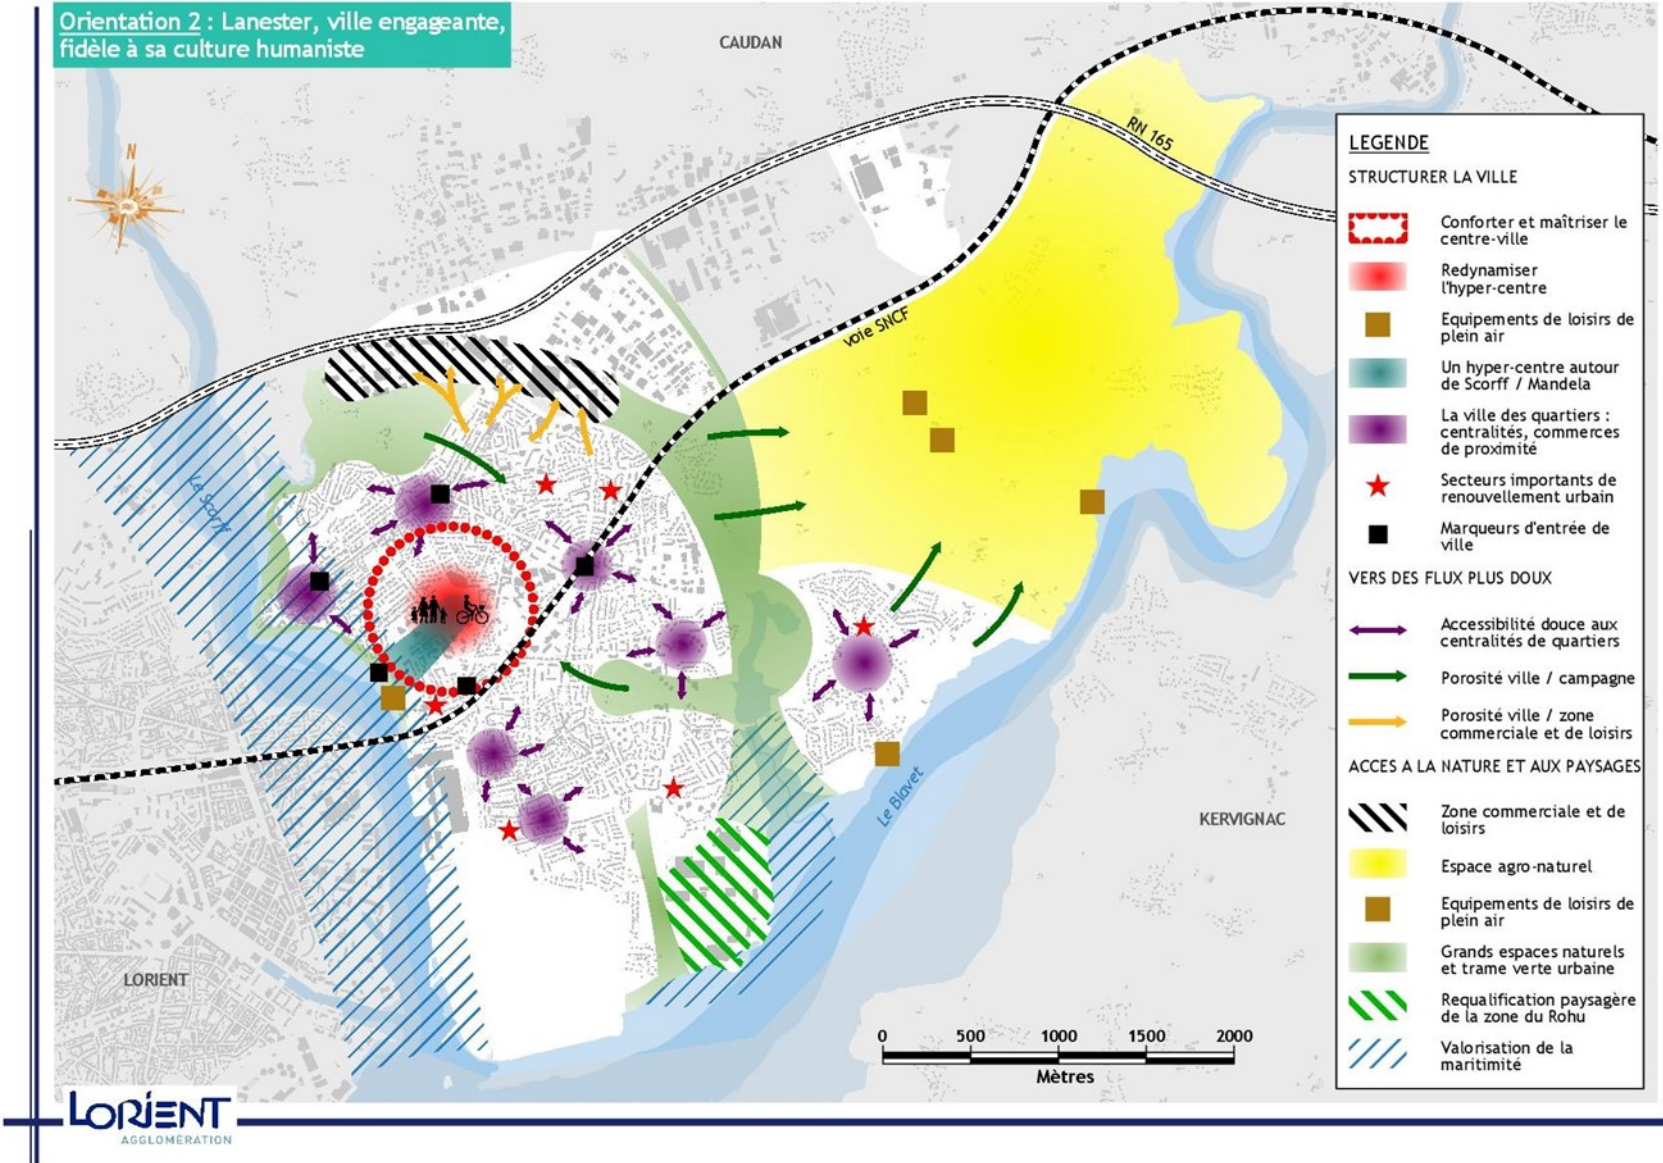 Orientation 2 : Lanester, ville engageante,
fidèle à sa culture humaniste
CAUDAN
N
RN 165
voie SNCF
Le Scorff
Le Blavet
KERVIGNAC
LORIENT
0 500 1000 1500 2000
Mètres
LEGENDE
STRUCTURER LA VILLE
Conforter et maîtriser le
centre-ville
Redynamiser
l'hyper-centre
Equipements de loisirs de
plein air
Un hyper-centre autour
de Scorff / Mandela
La ville des quartiers :
centralités, commerces
de proximité
Secteurs importants de
renouvellement urbain
Marqueurs d'entrée de
ville
VERS DES FLUX PLUS DOUX
Accessibilité douce aux
centralités de quartiers
Porosité ville / campagne
Porosité ville / zone
commerciale et de loisirs
ACCES A LA NATURE ET AUX PAYSAGES
Zone commerciale et de
loisirs
Espace agro-naturel
Equipements de loisirs de
plein air
Grands espaces naturels
et trame verte urbaine
Requalification paysagère
de la zone du Rohu
Valorisation de la
maritimité
LORIENT
AGGLOMÉRATION